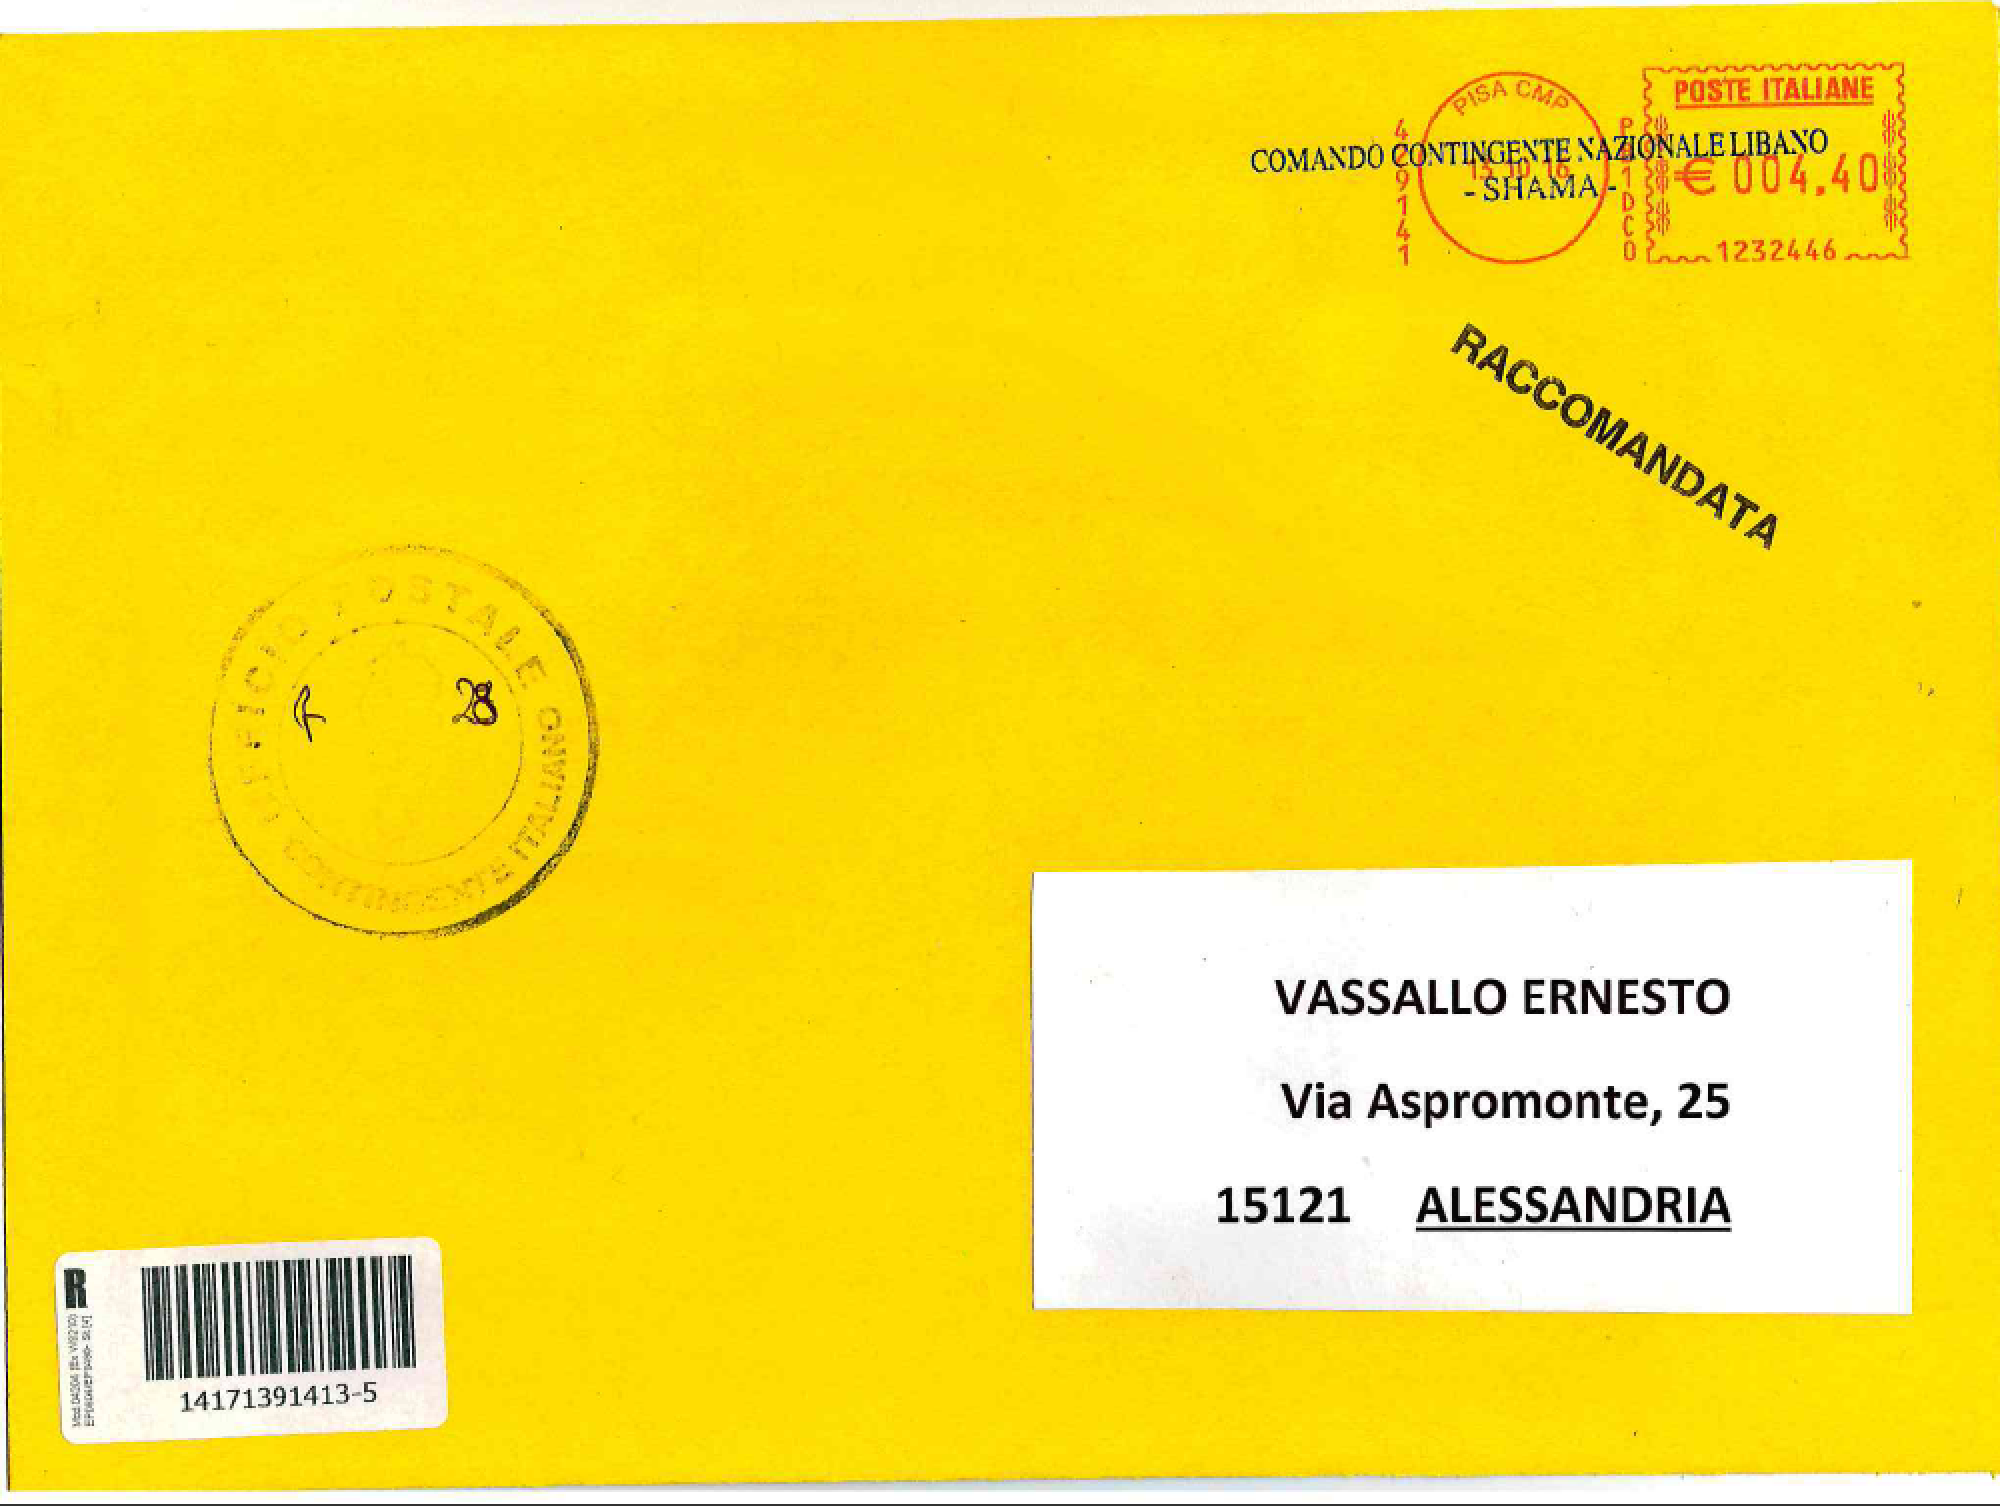 PISA CMP
POSTE ITALIANE
COMANDO CONTINGENTE NAZIONALE LIBANO
- SHAMA -
€ 004,40
1232446
RACCOMANDATA
UFFICIO POSTALE
CONTINGENTE ITALIANO
28
VASSALLO ERNESTO
Via Aspromonte, 25
15121 ALESSANDRIA
R
14171391413-5